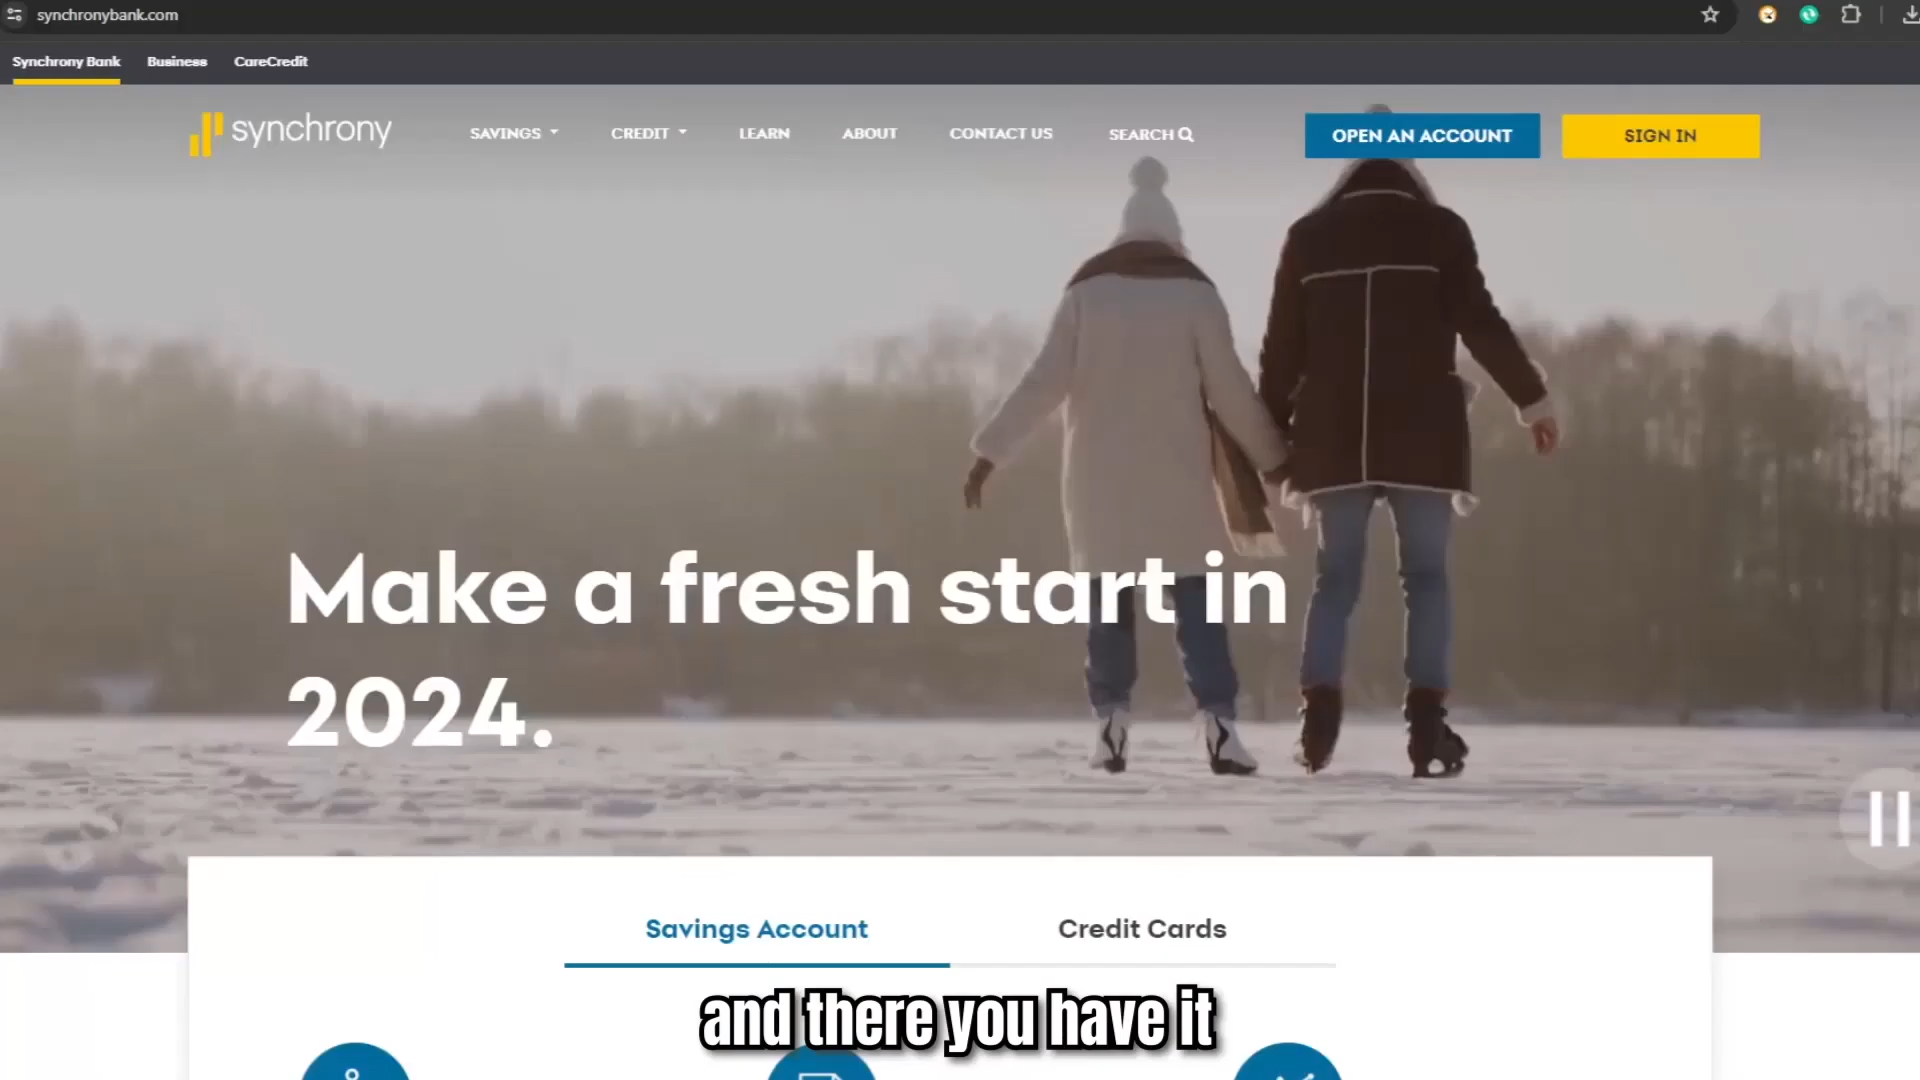 synchronybank.com
Synchrony Bank Business CareCredit
synchrony SAVINGS CREDIT LEARN ABOUT CONTACT US SEARCH OPEN AN ACCOUNT SIGN IN
Make a fresh start in
2024.
Savings Account Credit Cards
and there you have it